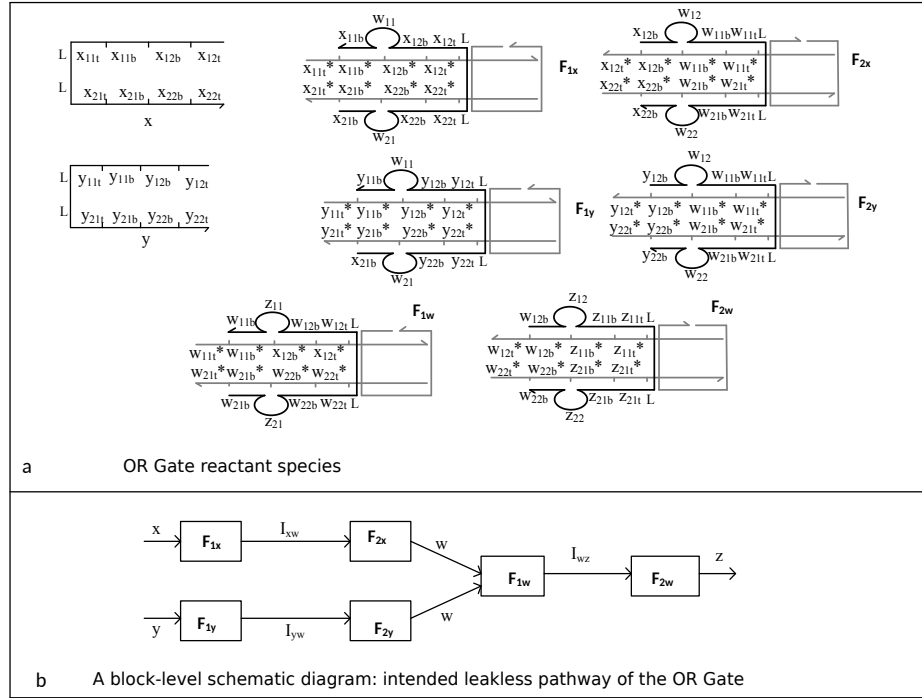 L x11t x11b x12b x12t
L x21t x21b x22b x22t
x
w11
x11b x12b x12t L
x11t* x11b* x12b* x12t*
x21t* x21b* x22b* x22t*
x21b x22b x22t L
w21
F1x
w12
x12b w11b w11t L
x12t* x12b* w11b* w11t*
x22t* x22b* w21b* w21t*
x22b w21b w21t L
w22
F2x
L y11t y11b y12b y12t
L y21t y21b y22b y22t
y
w11
y11b y12b y12t L
y11t* y11b* y12b* y12t*
y21t* y21b* y22b* y22t*
x21b y22b y22t L
w21
F1y
w12
y12b w11b w11t L
y12t* y12b* w11b* w11t*
y22t* y22b* w21b* w21t*
y22b w21b w21t L
w22
F2y
z11
w11b w12b w12t L
w11t* w11b* x12b* x12t*
w21t* w21b* w22b* w22t*
w21b w22b w22t L
z21
F1w
z12
w12b z11b z11t L
w12t* w12b* z11b* z11t*
w22t* w22b* z21b* z21t*
w22b z21b z21t L
z22
F2w
a OR Gate reactant species
x F1x Ixw F2x w
F1w Iwz F2w z
y F1y Iyw F2y w
b A block-level schematic diagram: intended leakless pathway of the OR Gate